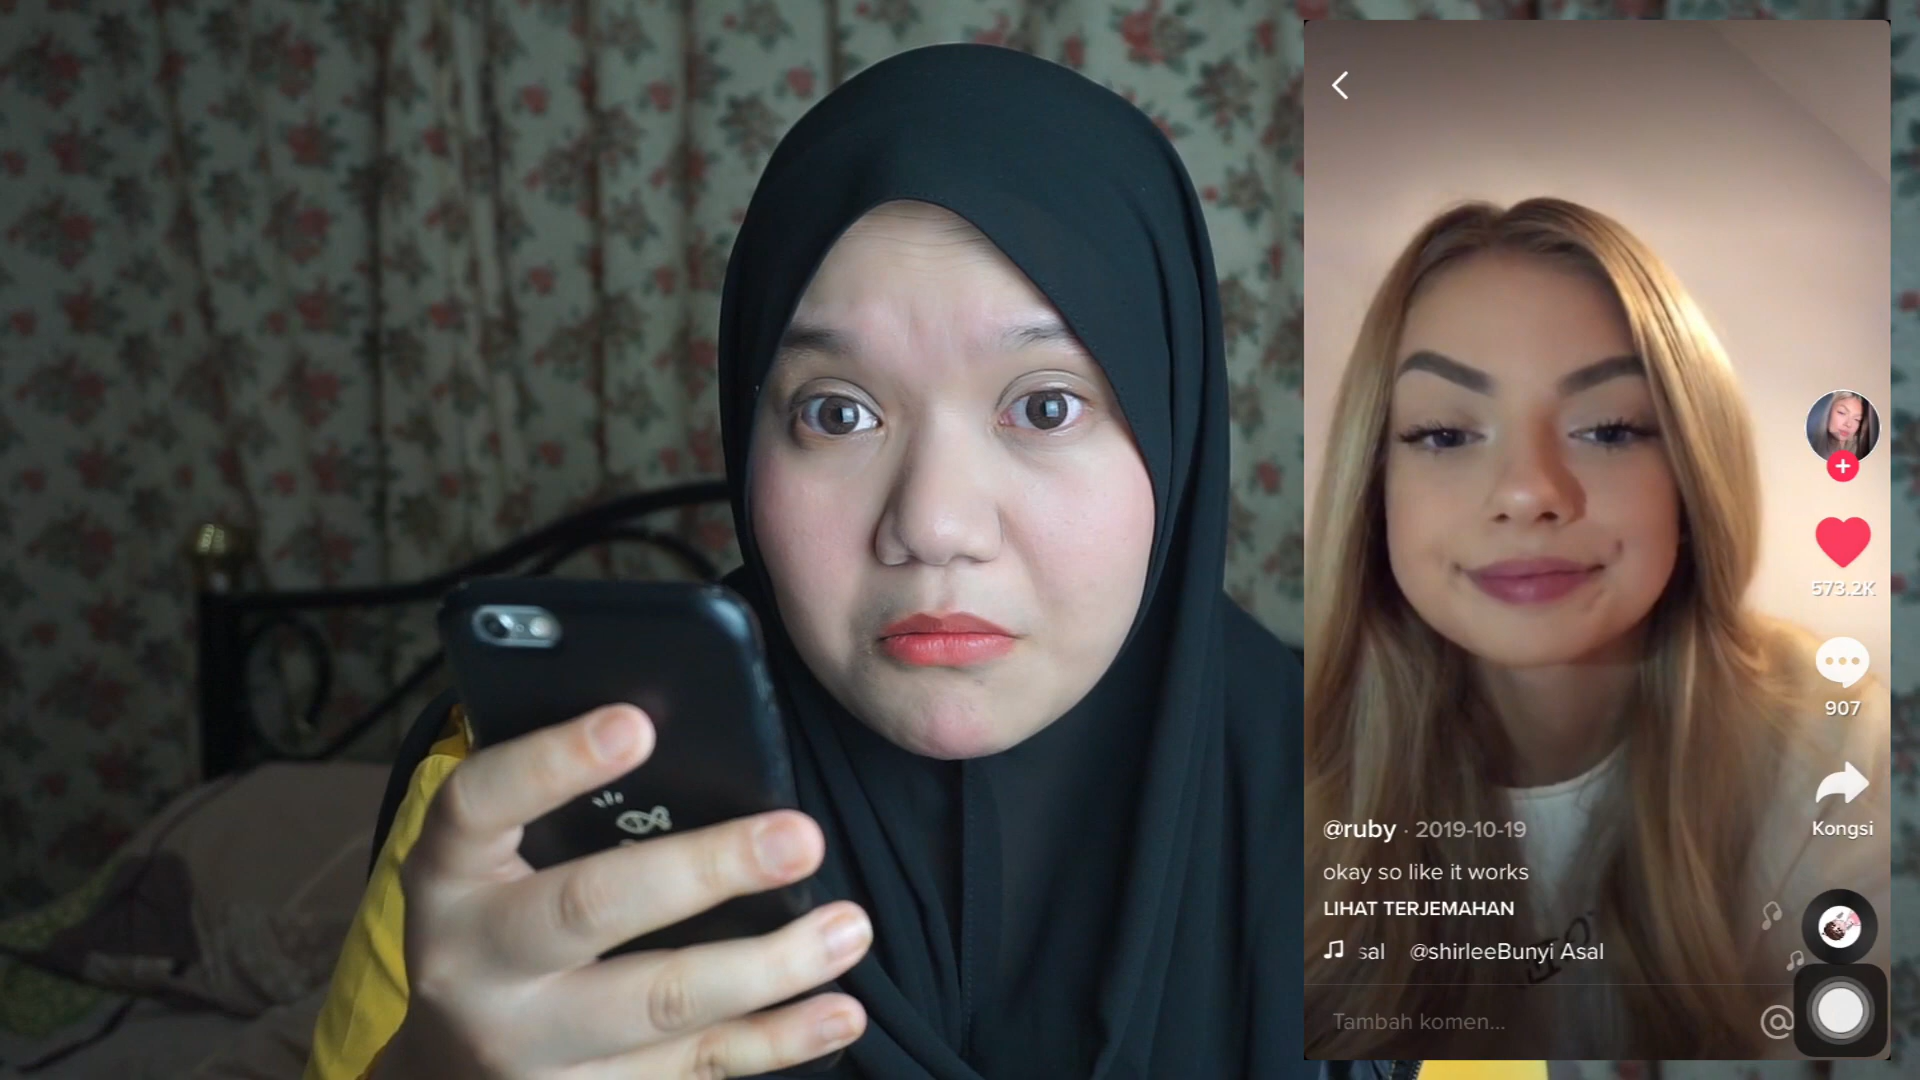 573.2K
907
Kongsi
@ruby · 2019-10-19
okay so like it works
LIHAT TERJEMAHAN
sal @shirleeBunyi Asal
Tambah komen...
@